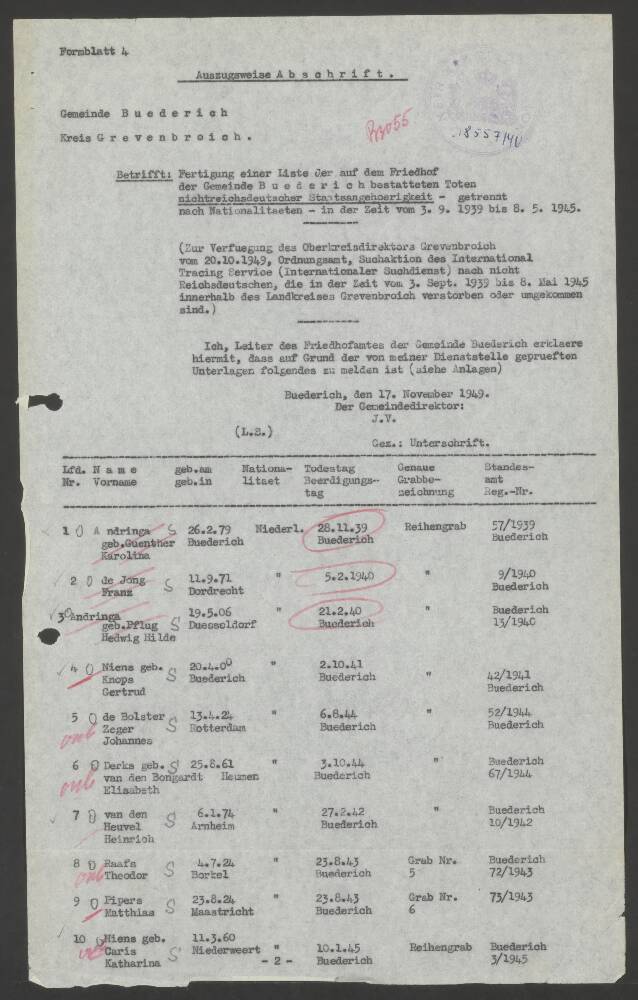 Formblatt 4
Auszugsweise A b s c h r i f t .
Gemeinde B u e d e r i c h
Kreis G r e v e n b r o i c h .
18557/40
Betrifft: Fertigung einer Liste der auf dem Friedhof
der Gemeinde B u e d e r i c h bestatteten Toten
nichtreichsdeutscher Staatsangehoerigkeit - getrennt
nach Nationalitaeten - in der Zeit vom 3. 9. 1939 bis 8. 5. 1945.
(Zur Verfuegung des Oberkreisdirektors Grevenbroich
vom 20.10.1949, Ordnungsamt, Suchaktion des International
Tracing Service (Internationaler Suchdienst) nach nicht
Reichsdeutschen, die in der Zeit vom 3. Sept. 1939 bis 8. Mai 1945
innerhalb des Landkreises Grevenbroich verstorben oder umgekommen
sind.)
Ich, Leiter des Friedhofamtes der Gemeinde Buederich erklaere
hiermit, dass auf Grund der von meiner Dienststelle geprueften
Unterlagen folgendes zu melden ist (siehe Anlagen)
Buederich, den 17. November 1949.
Der Gemeindedirektor:
J.V.
(L.S.)
Gez.: Unterschrift.
Lfd. N a m e geb.am Nationa- Todestag Genaue Standes-
Nr. Vorname geb.in litaet Beerdigungs- Grabbe- amt
tag zeichnung Reg.-Nr.
1 A ndringa S 26.2.79 Niederl. 28.11.39 Reihengrab 57/1939
geb.Guenther Buederich Buederich Buederich
Karolina
2 de Jong S 11.9.71 " 5.2.1940 " 9/1940
Franz Dordrecht Buederich
3 Andringa 19.5.06 " 21.2.40 " Buederich
geb.Pflug S Duesseldorf Buederich 13/1940
Hedwig Hilde
4 Niens geb. S 20.4.00 " 2.10.41
Knops Buederich Buederich " 42/1941
Gertrud Buederich
5 de Bolster S 13.4.24 " 6.8.44 " 52/1944
Zeger Rotterdam Buederich Buederich
Johannes
6 Derks geb. S 25.8.61 " 3.10.44 " Buederich
van den Bongardt Heumen Buederich 67/1944
Elisabeth
7 van den S 6.1.74 " 27.2.42 " Buederich
Heuvel Arnheim Buederich 10/1942
Heinrich
8 Raafs S 4.7.24 " 23.8.43 Grab Nr. Buederich
Theodor Borkel Buederich 5 72/1943
9 Pipers S 23.8.24 " 23.8.43 Grab Nr. 73/1943
Matthias Maastricht Buederich 6
10 Niens geb. 11.3.60
Caris S Niederweert " 10.1.45 Reihengrab Buederich
Katharina - 2 - Buederich 3/1945